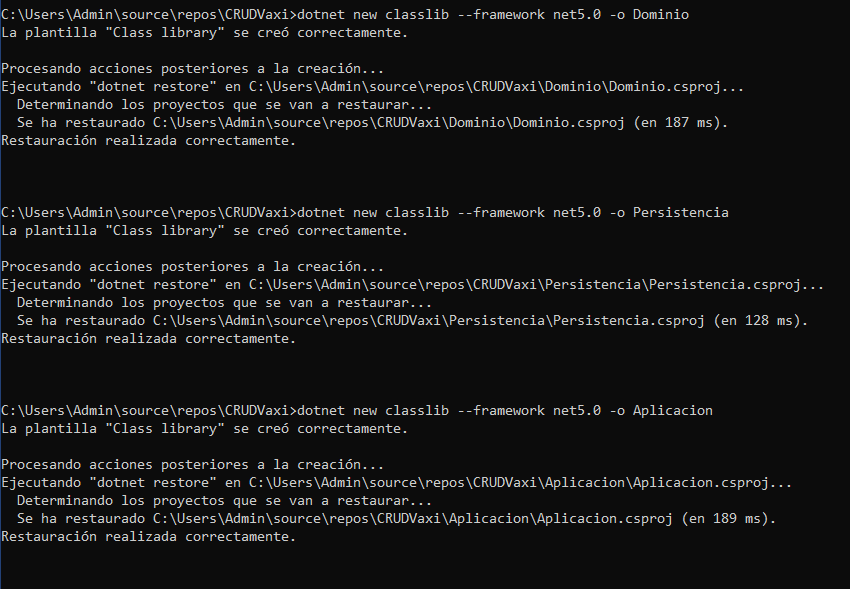 C:\Users\Admin\source\repos\CRUDVaxi>dotnet new classlib --framework net5.0 -o Dominio
La plantilla "Class library" se creó correctamente.
Procesando acciones posteriores a la creación...
Ejecutando "dotnet restore" en C:\Users\Admin\source\repos\CRUDVaxi\Dominio\Dominio.csproj...
  Determinando los proyectos que se van a restaurar...
  Se ha restaurado C:\Users\Admin\source\repos\CRUDVaxi\Dominio\Dominio.csproj (en 187 ms).
Restauración realizada correctamente.
C:\Users\Admin\source\repos\CRUDVaxi>dotnet new classlib --framework net5.0 -o Persistencia
La plantilla "Class library" se creó correctamente.
Procesando acciones posteriores a la creación...
Ejecutando "dotnet restore" en C:\Users\Admin\source\repos\CRUDVaxi\Persistencia\Persistencia.csproj...
  Determinando los proyectos que se van a restaurar...
  Se ha restaurado C:\Users\Admin\source\repos\CRUDVaxi\Persistencia\Persistencia.csproj (en 128 ms).
Restauración realizada correctamente.
C:\Users\Admin\source\repos\CRUDVaxi>dotnet new classlib --framework net5.0 -o Aplicacion
La plantilla "Class library" se creó correctamente.
Procesando acciones posteriores a la creación...
Ejecutando "dotnet restore" en C:\Users\Admin\source\repos\CRUDVaxi\Aplicacion\Aplicacion.csproj...
  Determinando los proyectos que se van a restaurar...
  Se ha restaurado C:\Users\Admin\source\repos\CRUDVaxi\Aplicacion\Aplicacion.csproj (en 189 ms).
Restauración realizada correctamente.